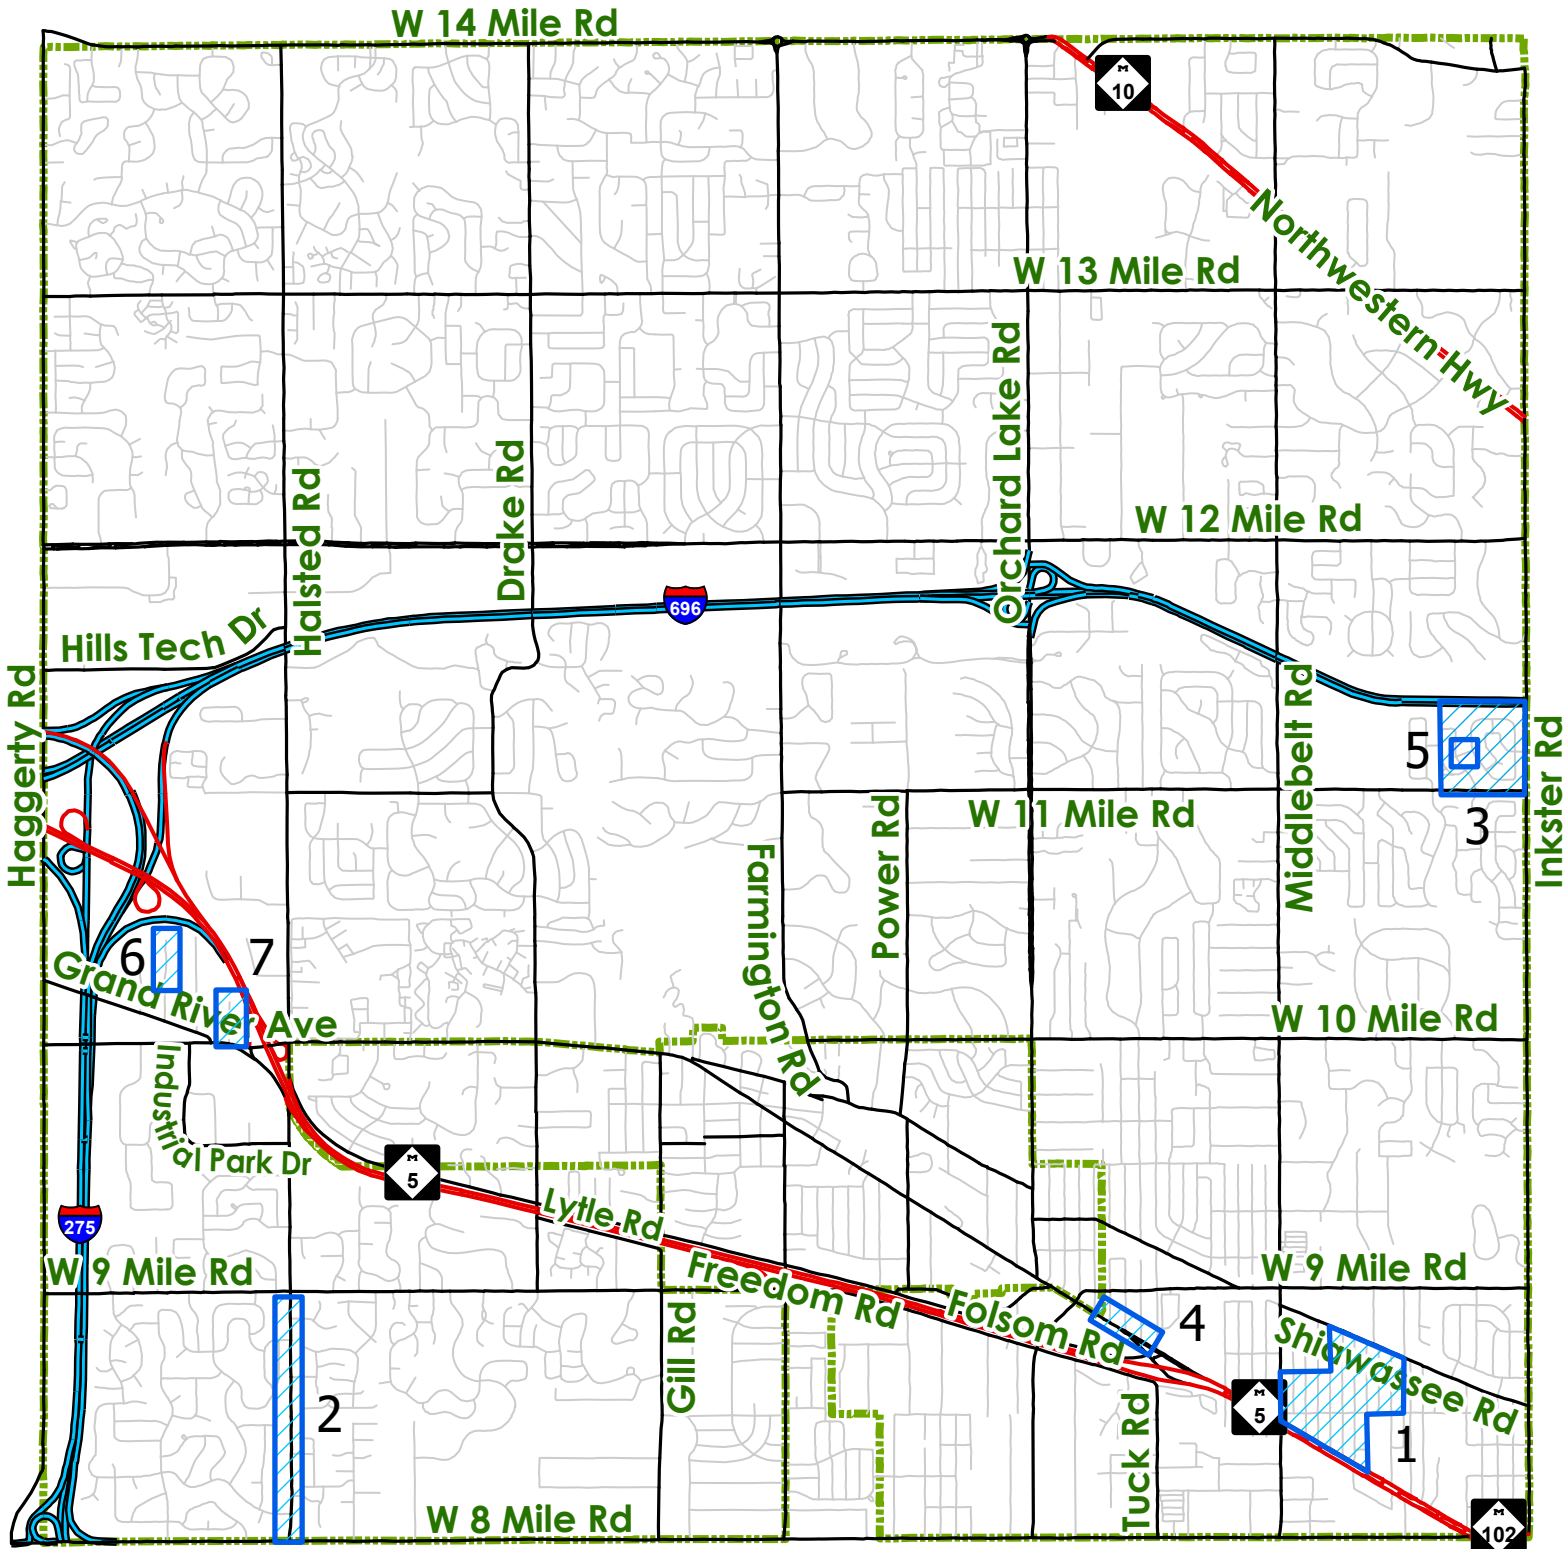 W 14 Mile Rd
M
10
Northwestern Hwy
W 13 Mile Rd
Orchard Lake Rd
Drake Rd
Halsted Rd
W 12 Mile Rd
696
Hills Tech Dr
Haggerty Rd
Middlebelt Rd
Inkster Rd
5
3
W 11 Mile Rd
Power Rd
Farmington Rd
6
7
Grand River Ave
W 10 Mile Rd
Industrial Park Dr
M
5
Lytle Rd
275
W 9 Mile Rd
Freedom Rd
Folsom Rd
W 9 Mile Rd
4
Shiawassee Rd
Gill Rd
Tuck Rd
M
5
2
1
W 8 Mile Rd
M
102